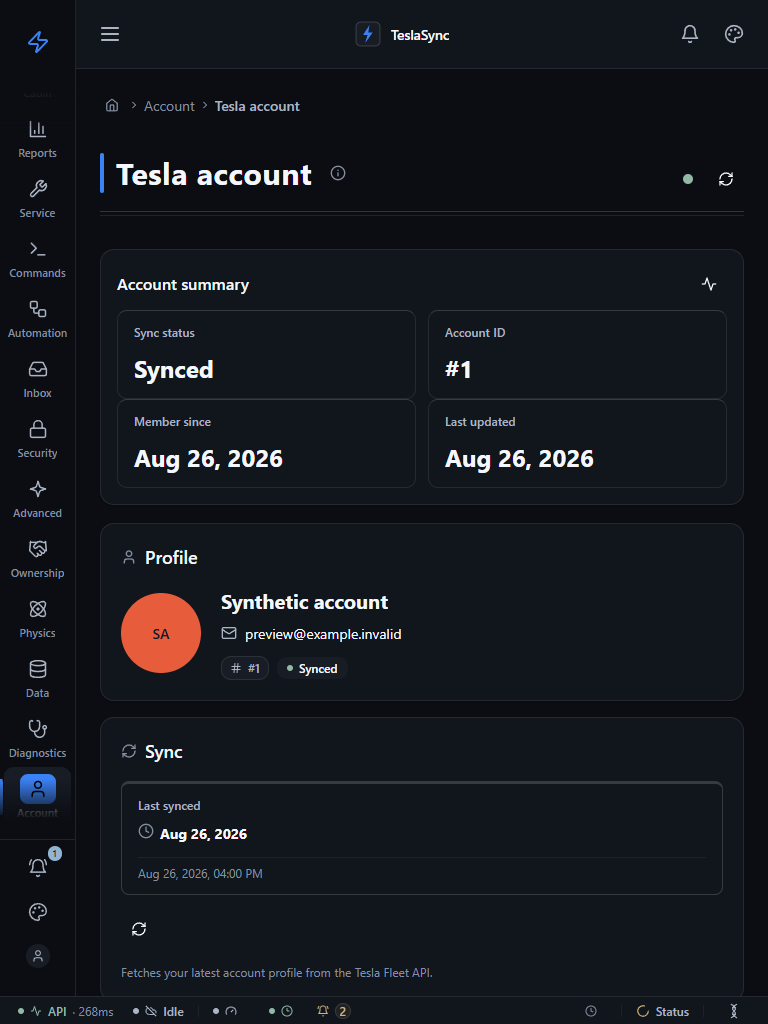 TeslaSync
Account
Tesla account
Tesla account
Reports
Service
Commands
Automation
Inbox
Security
Advanced
Ownership
Physics
Data
Diagnostics
Account
1
Account summary
Sync status
Synced
Account ID
#1
Member since
Aug 26, 2026
Last updated
Aug 26, 2026
Profile
SA
Synthetic account
preview@example.invalid
#1
Synced
Sync
Last synced
Aug 26, 2026
Aug 26, 2026, 04:00 PM
Fetches your latest account profile from the Tesla Fleet API.
API · 268ms
Idle
2
Status